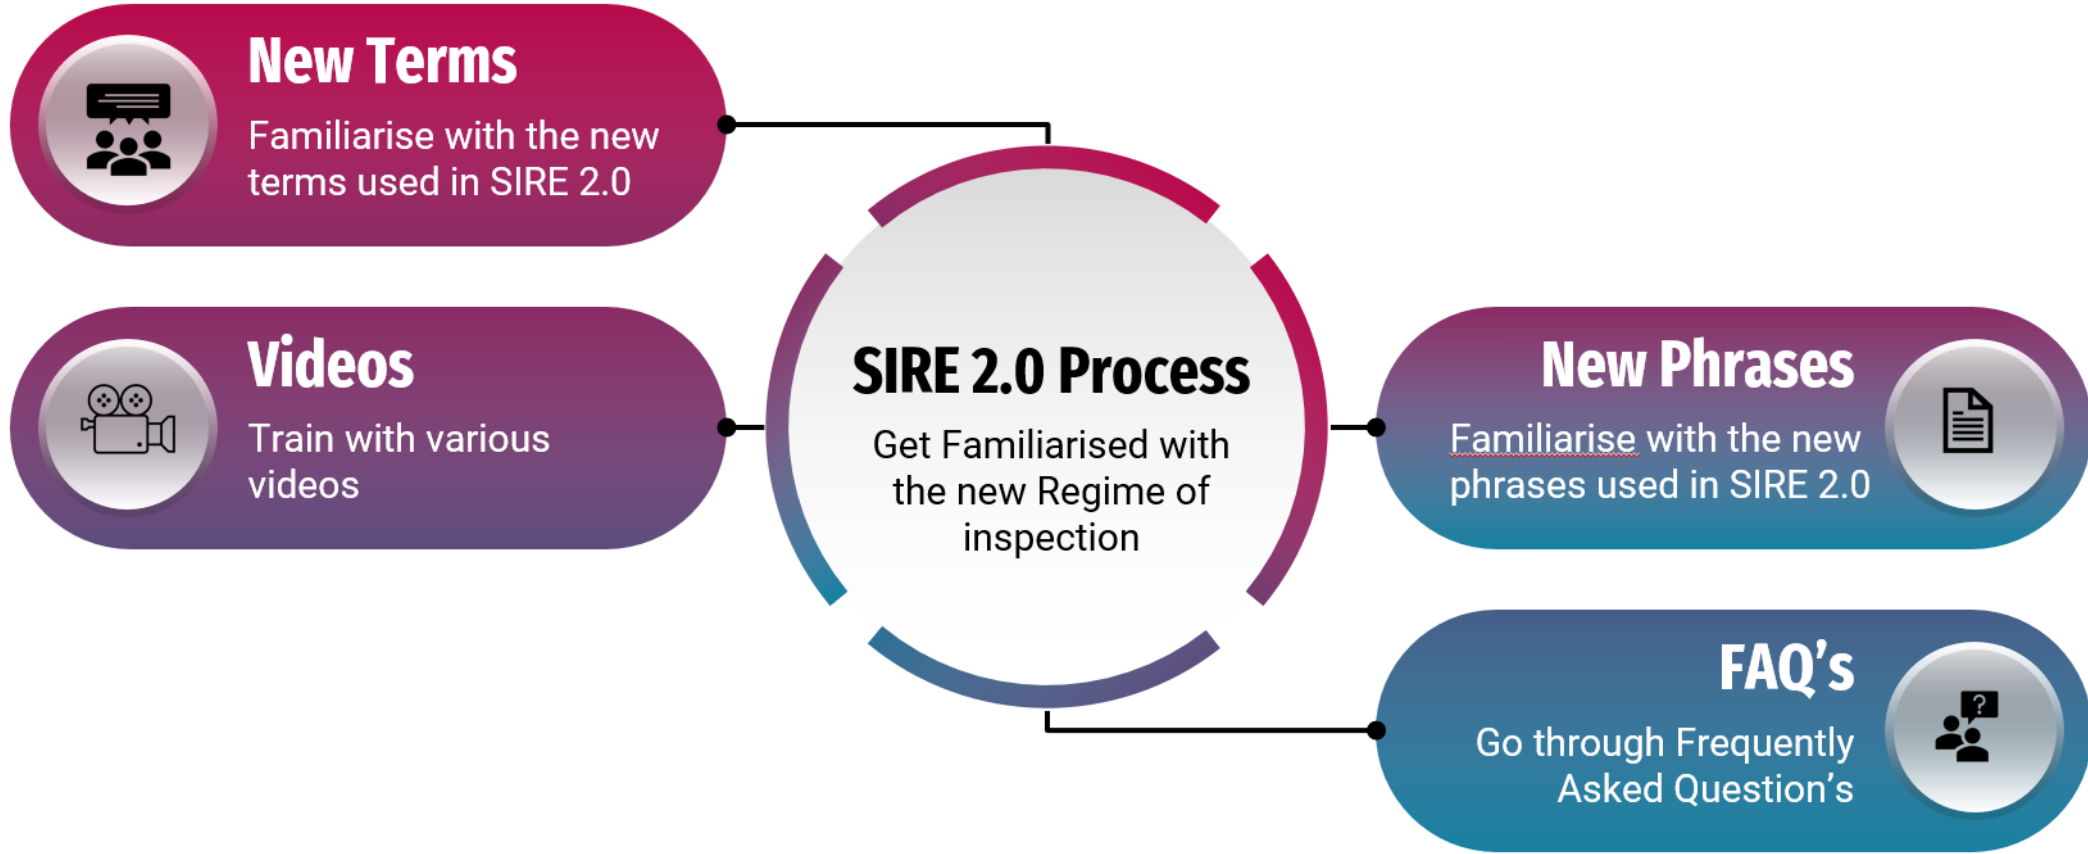 New Terms
Familiarise with the new
terms used in SIRE 2.0
Videos
Train with various
videos
SIRE 2.0 Process
Get Familiarised with
the new Regime of
inspection
New Phrases
Familiarise with the new
phrases used in SIRE 2.0
FAQ’s
?
Go through Frequently
Asked Question’s